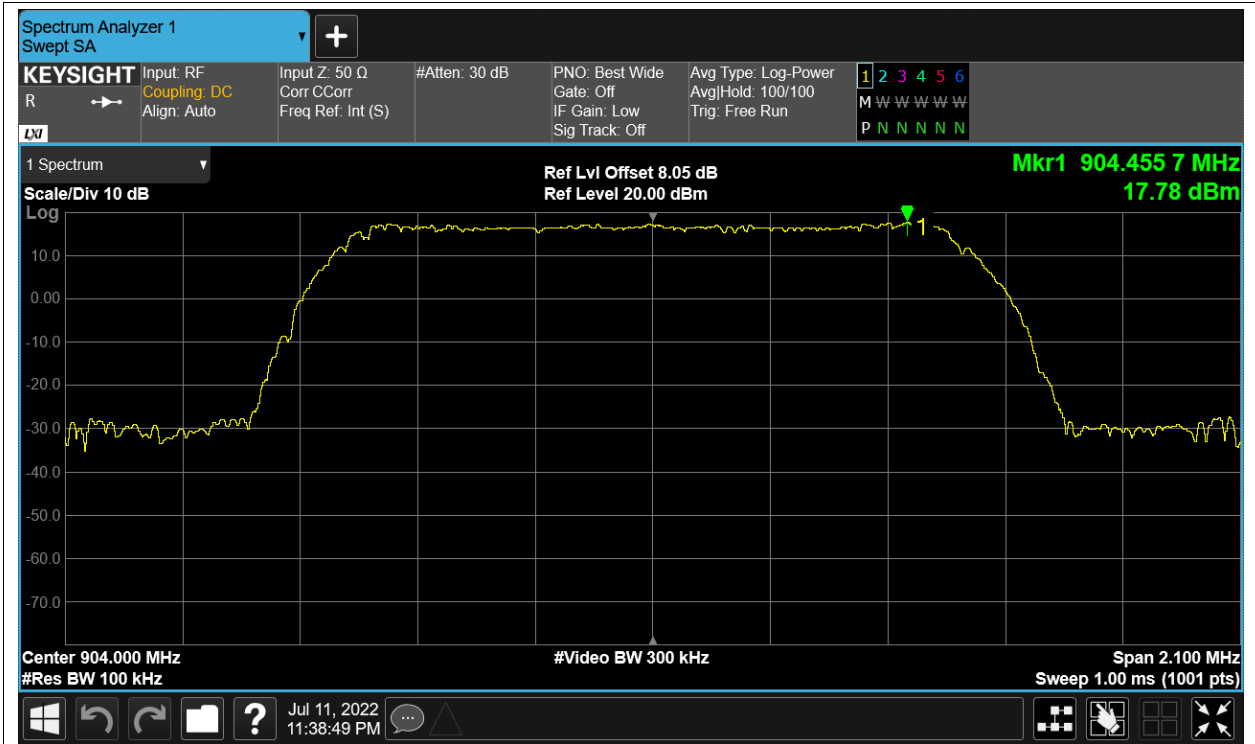 Spectrum Analyzer 1
Swept SA
+
KEYSIGHT
R
LXI
Input: RF
Coupling: DC
Align: Auto
Input Z: 50 Ω
Corr CCorr
Freq Ref: Int (S)
#Atten: 30 dB
PNO: Best Wide
Gate: Off
IF Gain: Low
Sig Track: Off
Avg Type: Log-Power
Avg|Hold: 100/100
Trig: Free Run
1 2 3 4 5 6
M W W W W W
P N N N N N
1 Spectrum
Scale/Div 10 dB
Log
Ref Lvl Offset 8.05 dB
Ref Level 20.00 dBm
Mkr1 904.455 7 MHz
17.78 dBm
1
10.0
0.00
-10.0
-20.0
-30.0
-40.0
-50.0
-60.0
-70.0
Center 904.000 MHz
#Res BW 100 kHz
#Video BW 300 kHz
Span 2.100 MHz
Sweep 1.00 ms (1001 pts)
?
Jul 11, 2022
11:38:49 PM